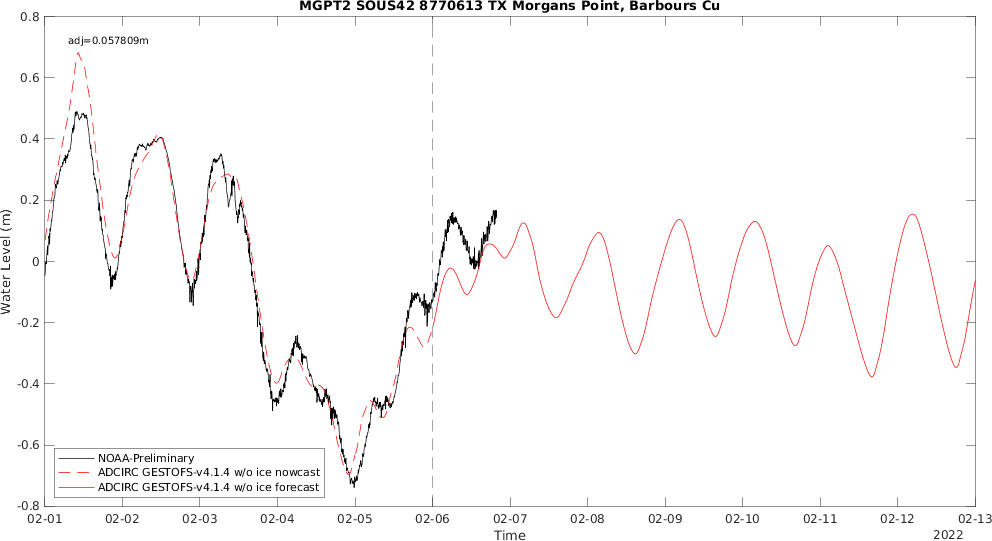 MGPT2 SOUS42 8770613 TX Morgans Point, Barbours Cu
adj=0.057809m
0.8
0.6
0.4
0.2
0
-0.2
-0.4
-0.6
-0.8
Water Level (m)
NOAA-Preliminary
ADCIRC GESTOFS-v4.1.4 w/o ice nowcast
ADCIRC GESTOFS-v4.1.4 w/o ice forecast
02-01 02-02 02-03 02-04 02-05 02-06 02-07 02-08 02-09 02-10 02-11 02-12 02-13
Time
2022